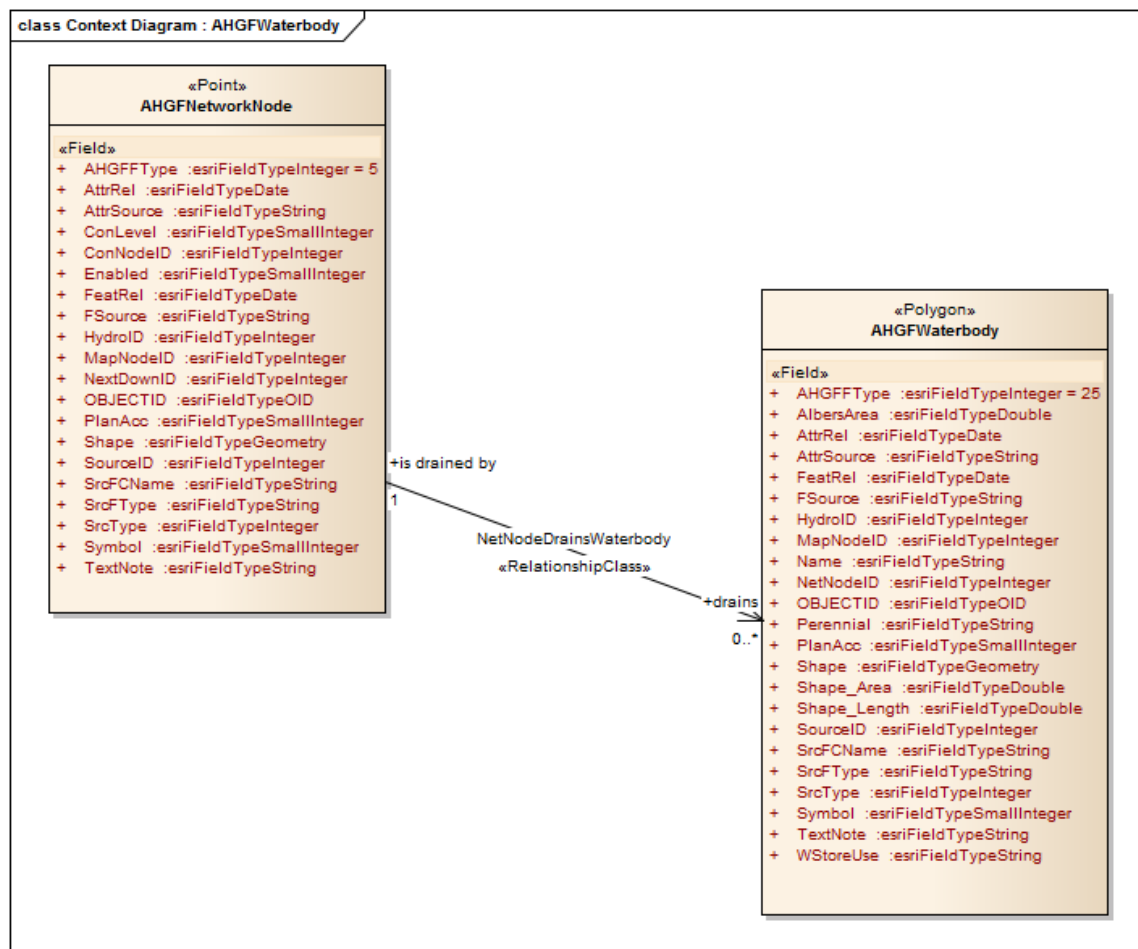 class Context Diagram : AHGFWaterbody
«Point»
AHGFNetworkNode
«Field»
+ AHGFFType :esriFieldTypeInteger = 5
+ AttrRel :esriFieldTypeDate
+ AttrSource :esriFieldTypeString
+ ConLevel :esriFieldTypeSmallInteger
+ ConNodeID :esriFieldTypeInteger
+ Enabled :esriFieldTypeSmallInteger
+ FeatRel :esriFieldTypeDate
+ FSource :esriFieldTypeString
+ HydroID :esriFieldTypeInteger
+ MapNodeID :esriFieldTypeInteger
+ NextDownID :esriFieldTypeInteger
+ OBJECTID :esriFieldTypeOID
+ PlanAcc :esriFieldTypeSmallInteger
+ Shape :esriFieldTypeGeometry
+ SourceID :esriFieldTypeInteger
+ SrcFCName :esriFieldTypeString
+ SrcFType :esriFieldTypeString
+ SrcType :esriFieldTypeInteger
+ Symbol :esriFieldTypeSmallInteger
+ TextNote :esriFieldTypeString
+is drained by
1
NetNodeDrainsWaterbody
«RelationshipClass»
+drains
0..*
«Polygon»
AHGFWaterbody
«Field»
+ AHGFFType :esriFieldTypeInteger = 25
+ AlbersArea :esriFieldTypeDouble
+ AttrRel :esriFieldTypeDate
+ AttrSource :esriFieldTypeString
+ FeatRel :esriFieldTypeDate
+ FSource :esriFieldTypeString
+ HydroID :esriFieldTypeInteger
+ MapNodeID :esriFieldTypeInteger
+ Name :esriFieldTypeString
+ NetNodeID :esriFieldTypeInteger
+ OBJECTID :esriFieldTypeOID
+ Perennial :esriFieldTypeString
+ PlanAcc :esriFieldTypeSmallInteger
+ Shape :esriFieldTypeGeometry
+ Shape_Area :esriFieldTypeDouble
+ Shape_Length :esriFieldTypeDouble
+ SourceID :esriFieldTypeInteger
+ SrcFCName :esriFieldTypeString
+ SrcFType :esriFieldTypeString
+ SrcType :esriFieldTypeInteger
+ Symbol :esriFieldTypeSmallInteger
+ TextNote :esriFieldTypeString
+ WStoreUse :esriFieldTypeString